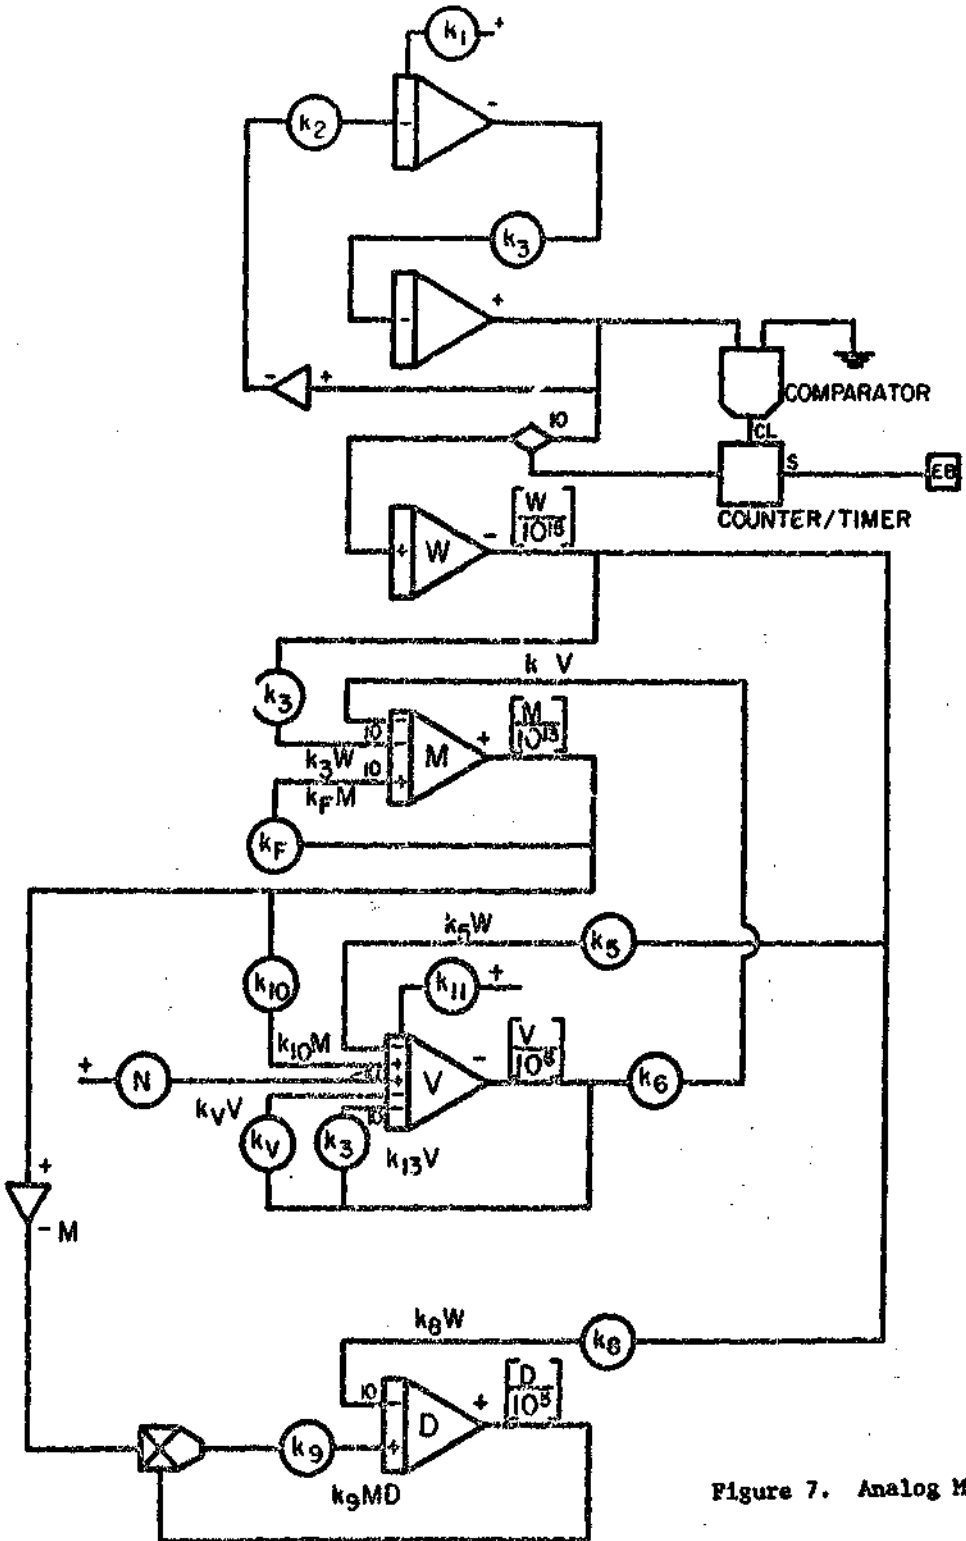 k1 +
k2 - -
k3
- +
- +
COMPARATOR
10 CL
S EB
COUNTER/TIMER
+ W - [W/10^15]
k3
k V
-
10 -
k3W
10 +
kFM
M + [M/10^13]
kF
k5W k5
k10 k11 +
k10M
+ N
V - [V/10^8]
k6
kVV
kV k3 10
k13V
+
- M
k8W k8
10 -
D + [D/10^5]
k9 +
k9MD
Figure 7. Analog M